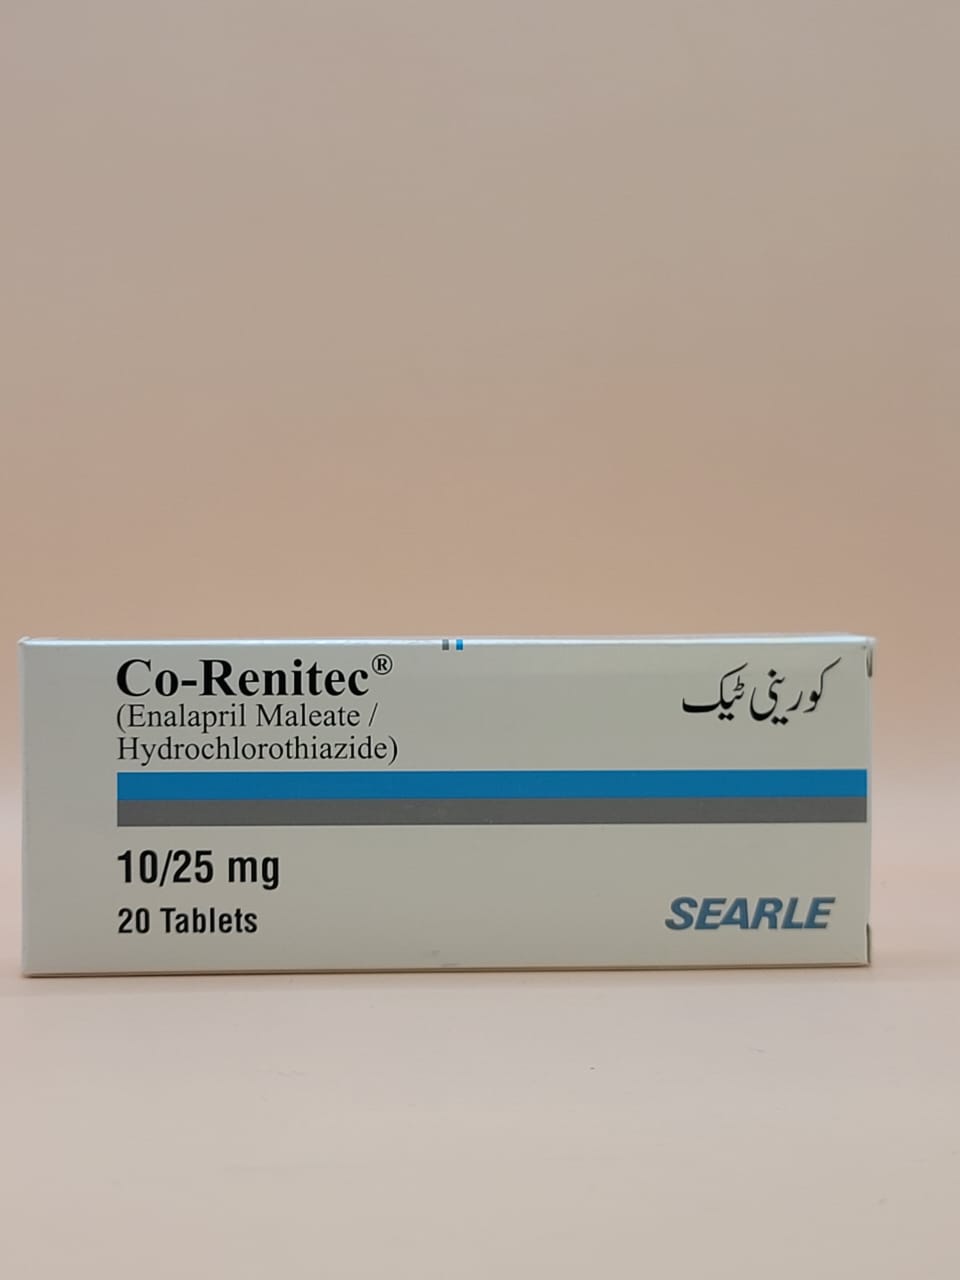 Co-Renitec®
کورینی ٹیک
(Enalapril Maleate /
Hydrochlorothiazide)
10/25 mg
20 Tablets
SEARLE